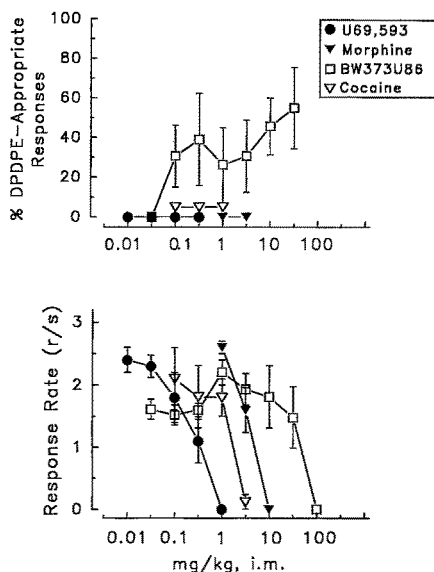 U69,593
Morphine
BW373U86
Cocaine
% DPDPE-Appropriate
Responses
100
80
60
40
20
0
0.01 0.1 1 10 100
Response Rate (r/s)
3
2
1
0
0.01 0.1 1 10 100
mg/kg, i.m.